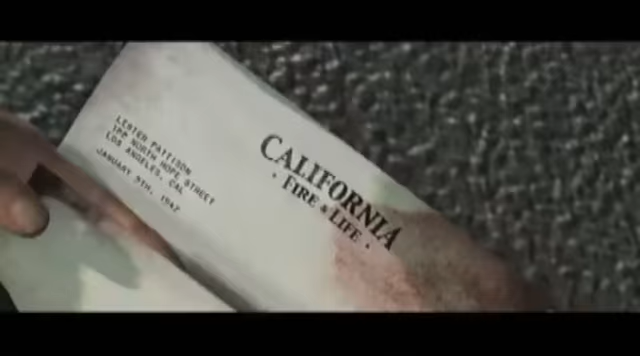 LESTER PATTISON
NORTH HOPE STREET
LOS ANGELES, CAL
JANUARY 9TH, 1947
CALIFORNIA
• FIRE & LIFE •